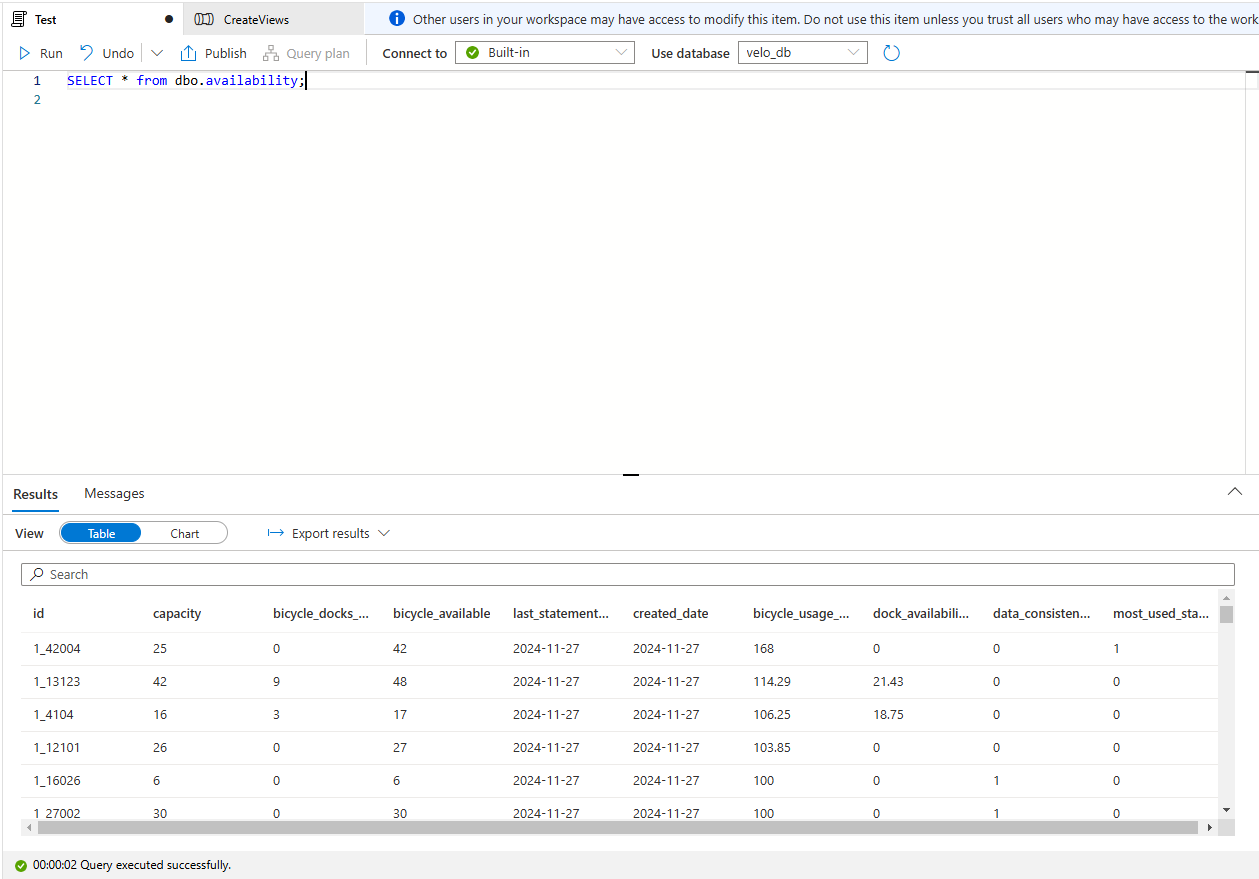 Test CreateViews Other users in your workspace may have access to modify this item. Do not use this item unless you trust all users who may have access to the work
Run Undo Publish Query plan Connect to Built-in Use database velo_db
1 SELECT * from dbo.availability;
2
Results Messages
View Table Chart Export results
Search
id capacity bicycle_docks_... bicycle_available last_statement... created_date bicycle_usage_... dock_availabili... data_consisten... most_used_sta...
1_42004 25 0 42 2024-11-27 2024-11-27 168 0 0 1
1_13123 42 9 48 2024-11-27 2024-11-27 114.29 21.43 0 0
1_4104 16 3 17 2024-11-27 2024-11-27 106.25 18.75 0 0
1_12101 26 0 27 2024-11-27 2024-11-27 103.85 0 0 0
1_16026 6 0 6 2024-11-27 2024-11-27 100 0 1 0
1_27002 30 0 30 2024-11-27 2024-11-27 100 0 1 0
00:00:02 Query executed successfully.